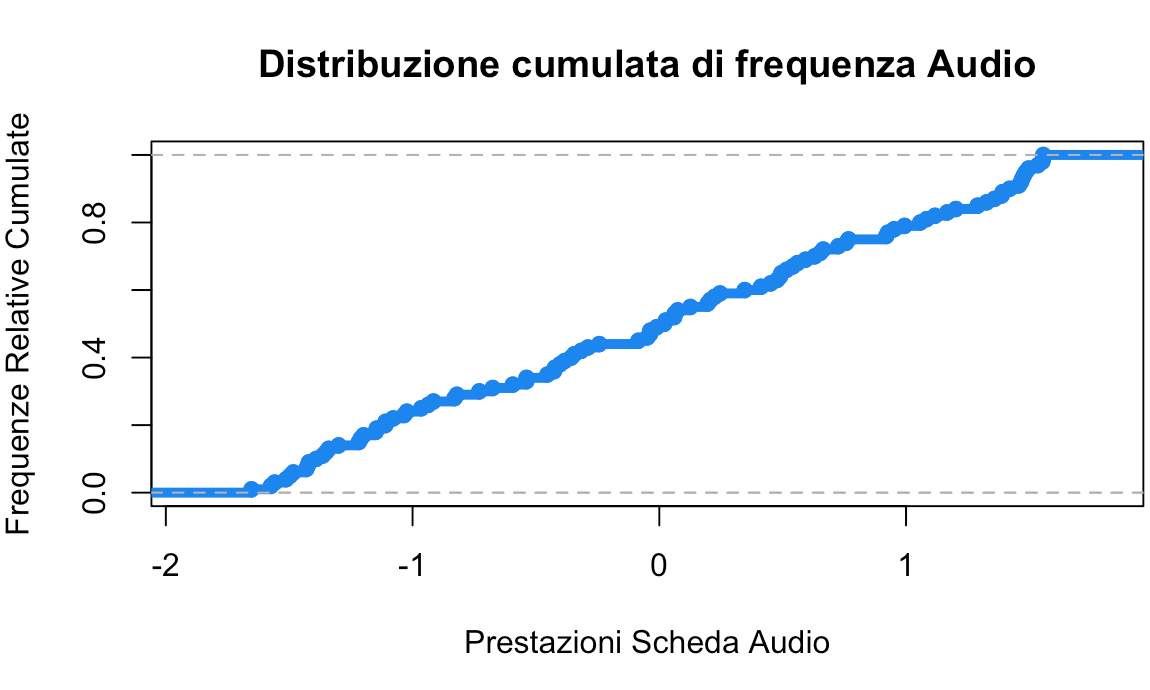 Distribuzione cumulata di frequenza Audio
Frequenze Relative Cumulate
0.8
0.4
0.0
-2 -1 0 1
Prestazioni Scheda Audio